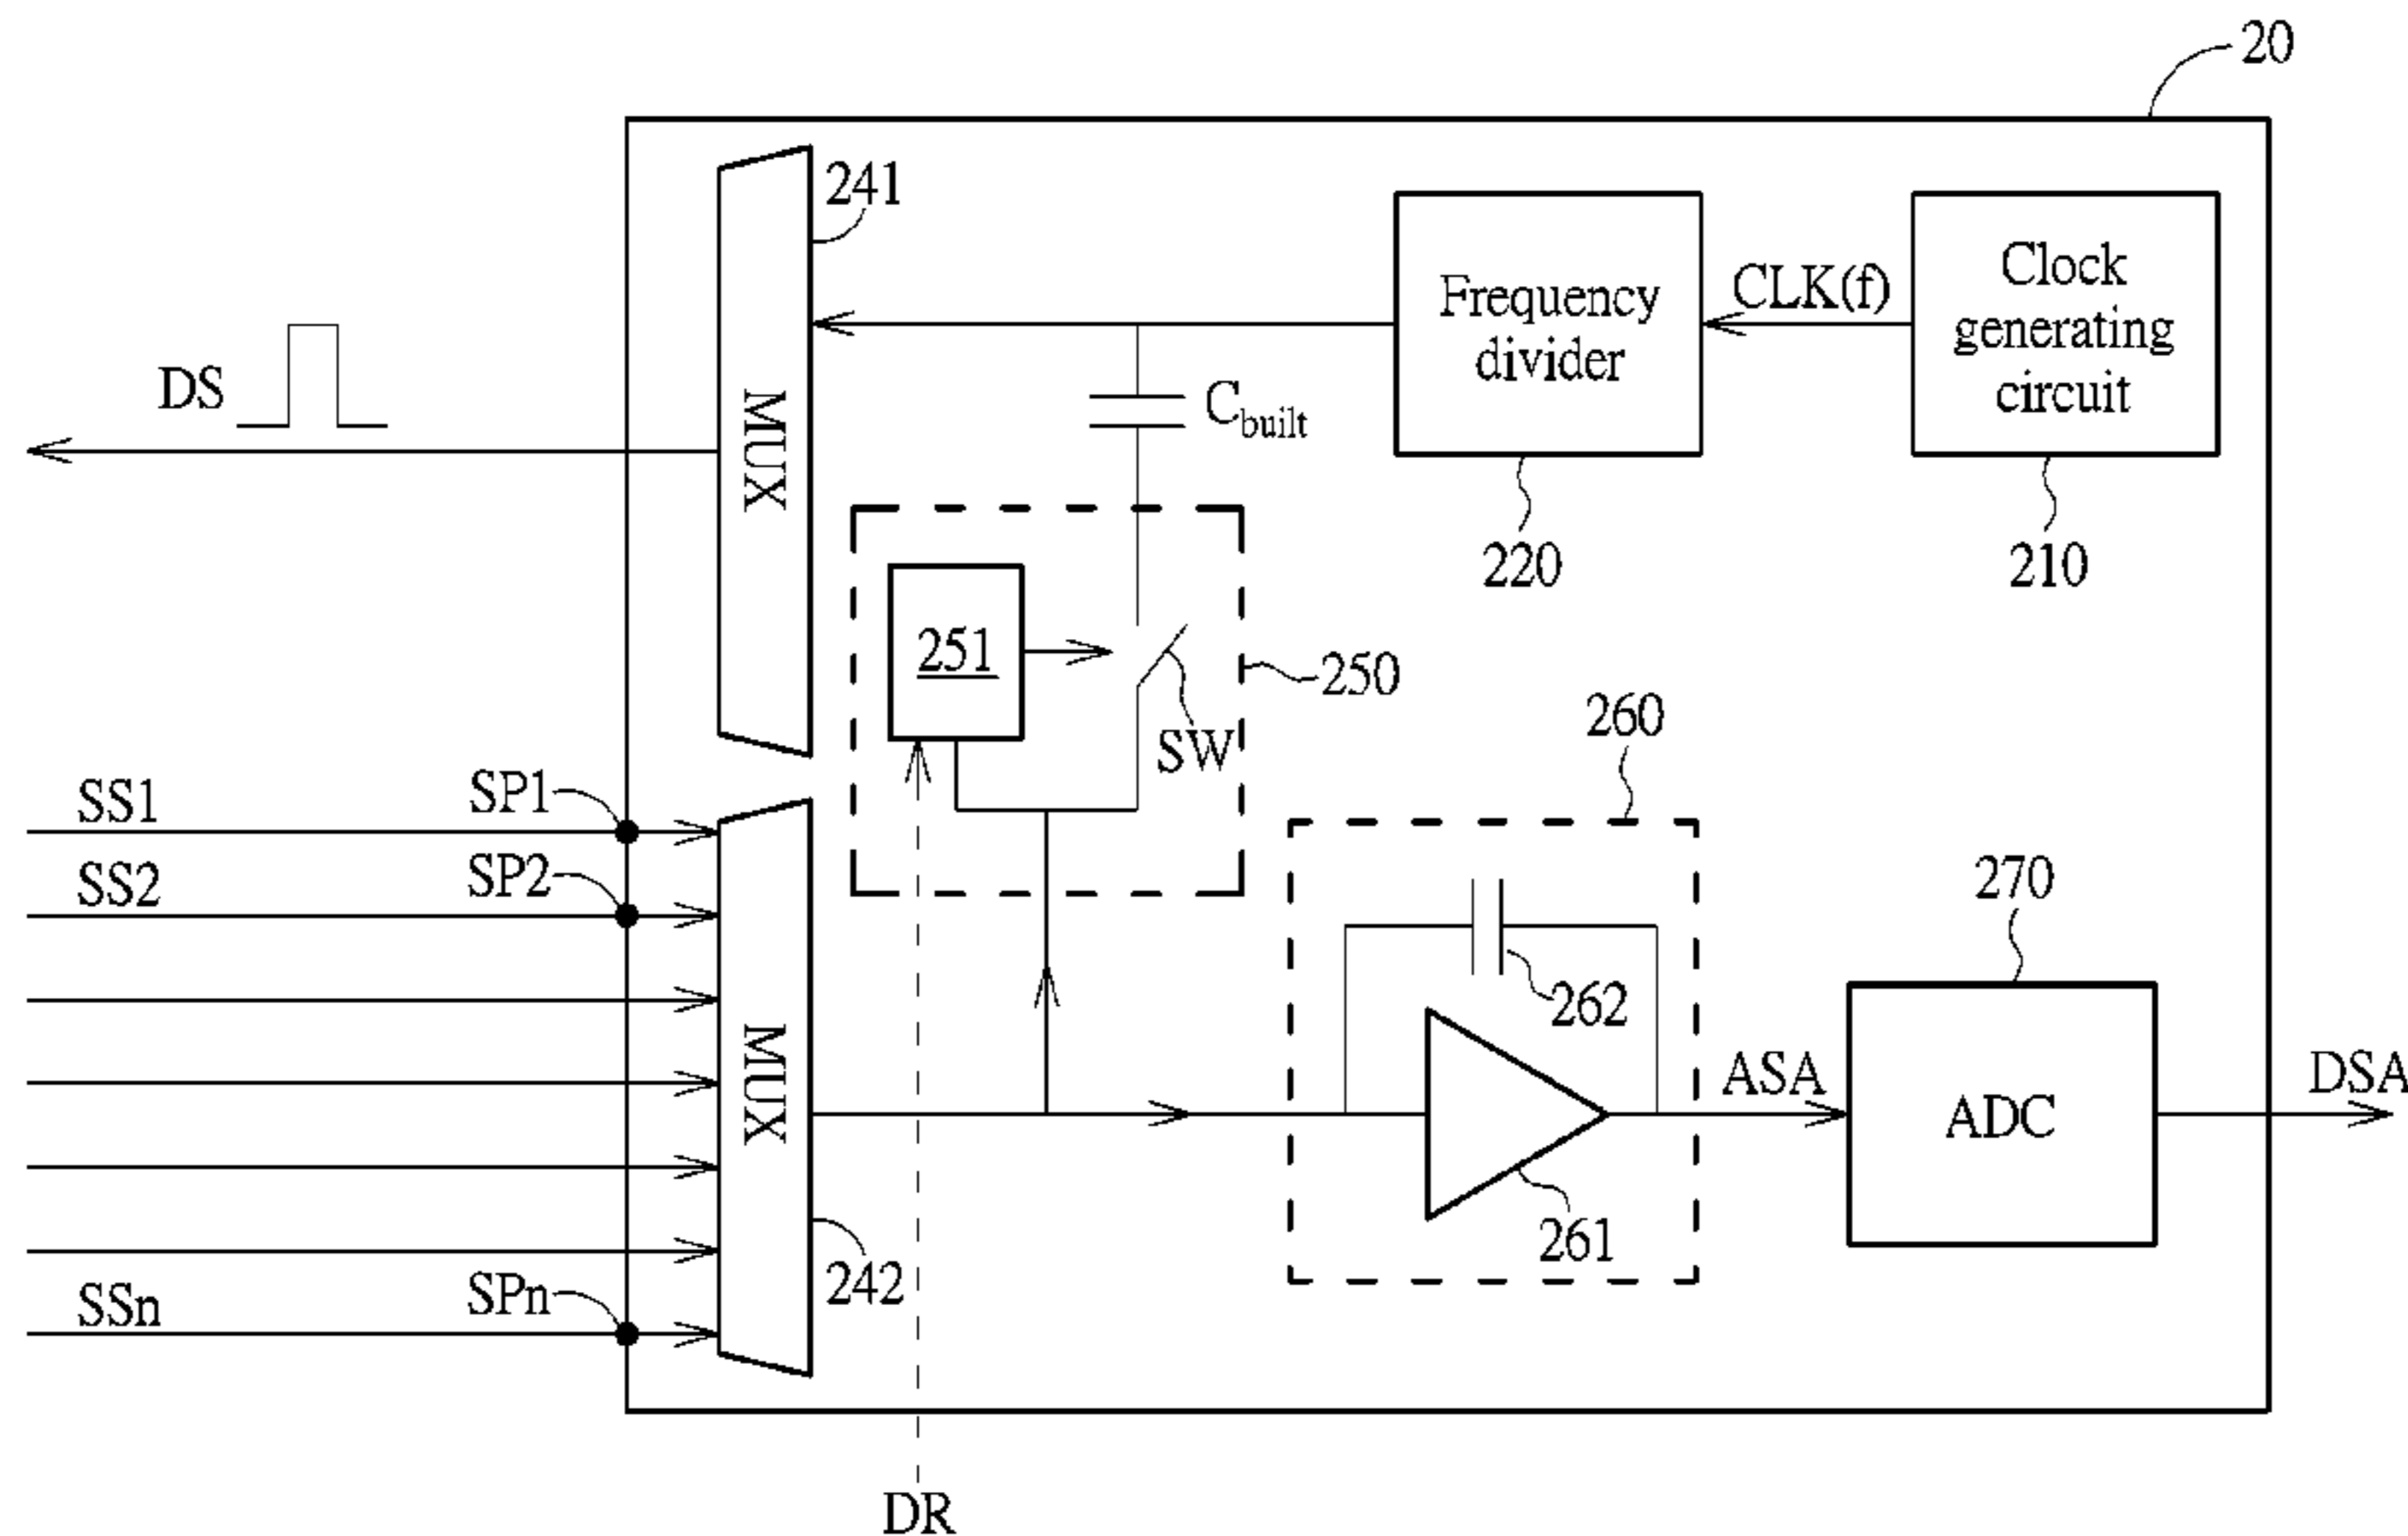 20
241
Frequency
divider
CLK(f)
Clock
generating
circuit
DS
MUX
Cbuilt
220
210
251
250
SW
260
SS1
SP1
SS2
SP2
270
262
MUX
ASA
ADC
DSA
261
SSn
SPn
242
DR